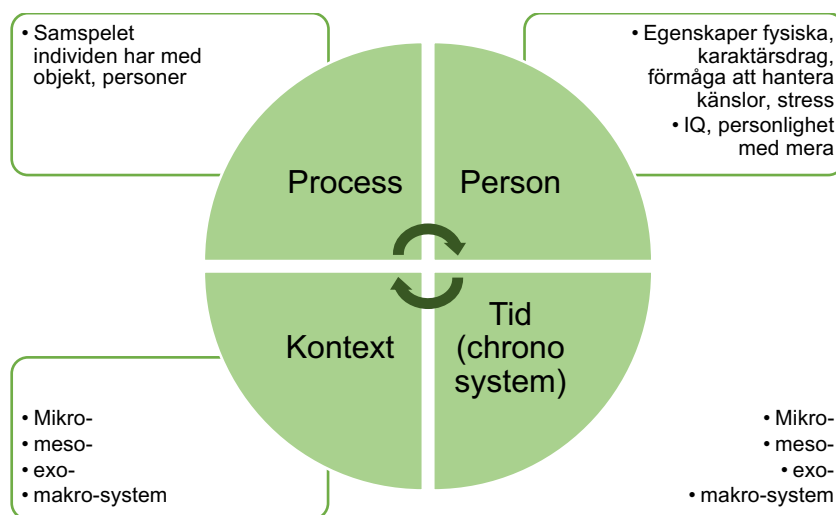 • Samspelet
individen har med
objekt, personer
• Egenskaper fysiska,
karaktärsdrag,
förmåga att hantera
känslor, stress
• IQ, personlighet
med mera
Process
Person
Kontext
Tid
(chrono
system)
• Mikro-
• meso-
• exo-
• makro-system
• Mikro-
• meso-
• exo-
• makro-system